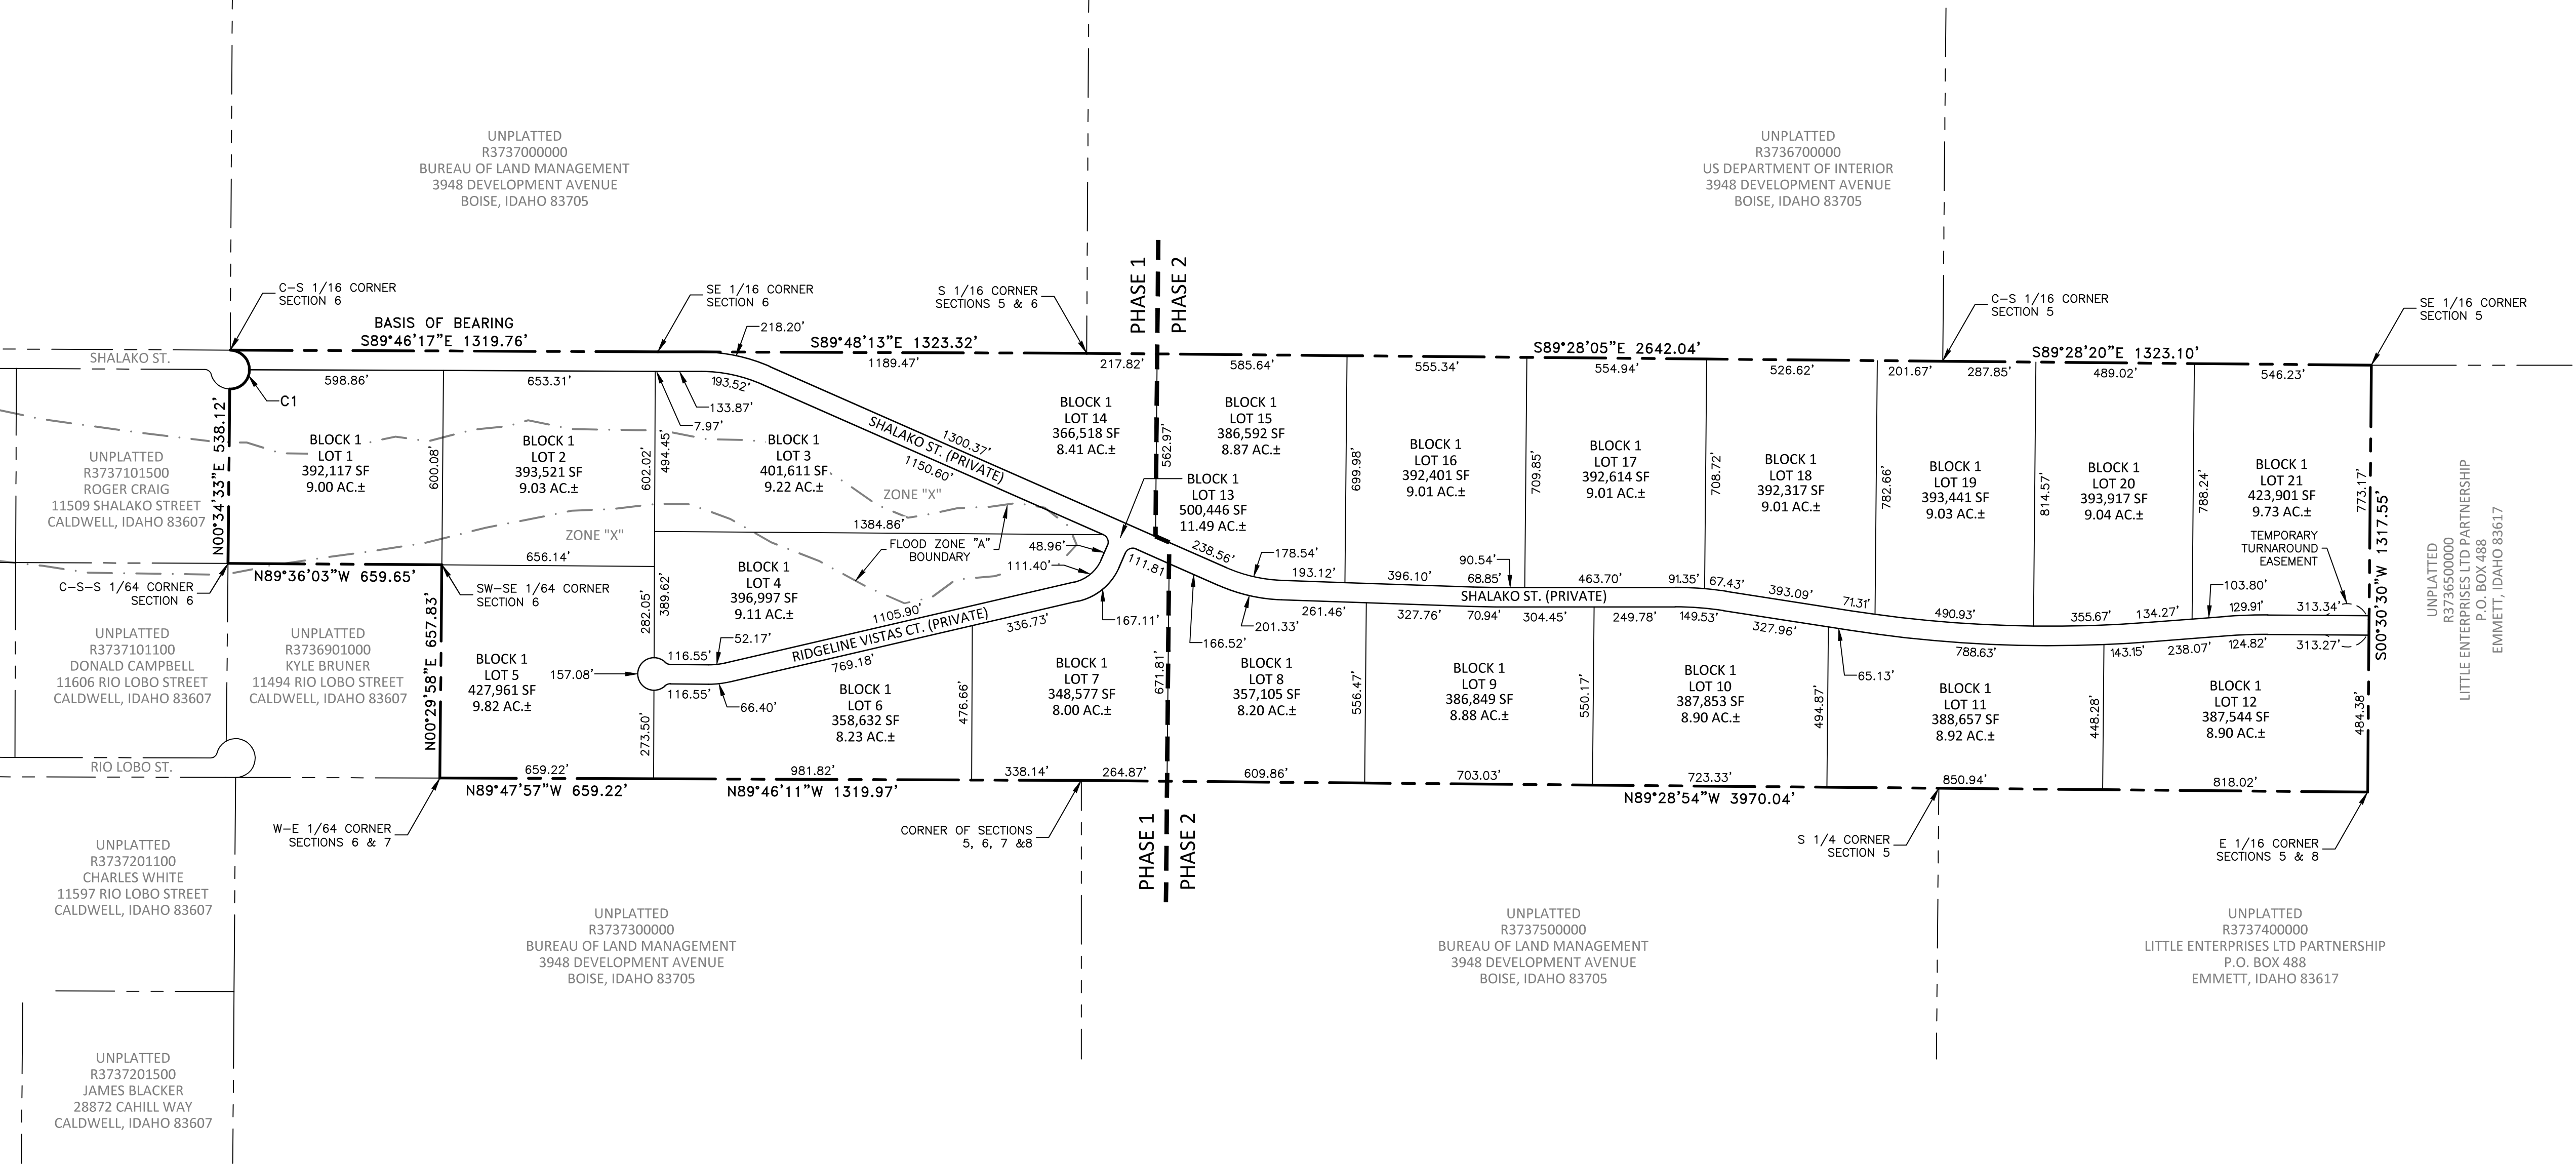 UNPLATTED
R3737000000
BUREAU OF LAND MANAGEMENT
3948 DEVELOPMENT AVENUE
BOISE, IDAHO 83705
UNPLATTED
R3736700000
US DEPARTMENT OF INTERIOR
3948 DEVELOPMENT AVENUE
BOISE, IDAHO 83705
PHASE 1
PHASE 2
C-S 1/16 CORNER
SECTION 6
SE 1/16 CORNER
SECTION 6
S 1/16 CORNER
SECTIONS 5 & 6
C-S 1/16 CORNER
SECTION 5
SE 1/16 CORNER
SECTION 5
BASIS OF BEARING
S89°46'17"E 1319.76'
218.20'
S89°48'13"E 1323.32'
S89°28'05"E 2642.04'
S89°28'20"E 1323.10'
SHALAKO ST.
1189.47'
217.82'
585.64'
555.34'
554.94'
526.62'
201.67'
287.85'
489.02'
546.23'
598.86'
653.31'
193.52'
133.87'
7.97'
C1
N00°34'33"E 538.12'
BLOCK 1
LOT 1
392,117 SF
9.00 AC.±
600.08'
BLOCK 1
LOT 2
393,521 SF
9.03 AC.±
602.02'
494.45'
BLOCK 1
LOT 3
401,611 SF
9.22 AC.±
1300.37'
SHALAKO ST. (PRIVATE)
1150.60'
BLOCK 1
LOT 14
366,518 SF
8.41 AC.±
562.97'
BLOCK 1
LOT 15
386,592 SF
8.87 AC.±
BLOCK 1
LOT 13
500,446 SF
11.49 AC.±
699.98'
BLOCK 1
LOT 16
392,401 SF
9.01 AC.±
709.85'
BLOCK 1
LOT 17
392,614 SF
9.01 AC.±
708.72'
BLOCK 1
LOT 18
392,317 SF
9.01 AC.±
782.66'
BLOCK 1
LOT 19
393,441 SF
9.03 AC.±
814.57'
BLOCK 1
LOT 20
393,917 SF
9.04 AC.±
788.24'
BLOCK 1
LOT 21
423,901 SF
9.73 AC.±
773.17'
S00°30'30"W 1317.55'
TEMPORARY
TURNAROUND
EASEMENT
UNPLATTED
R3736500000
LITTLE ENTERPRISES LTD PARTNERSHIP
P.O. BOX 488
EMMETT, IDAHO 83617
UNPLATTED
R3737101500
ROGER CRAIG
11509 SHALAKO STREET
CALDWELL, IDAHO 83607
ZONE "X"
ZONE "X"
1384.86'
FLOOD ZONE "A"
BOUNDARY
48.96'
111.40'
111.81'
238.56'
178.54'
193.12'
396.10'
90.54'
68.85'
463.70'
91.35'
67.43'
393.09'
71.31'
490.93'
355.67'
134.27'
103.80'
129.91'
313.34'
SHALAKO ST. (PRIVATE)
656.14'
C-S-S 1/64 CORNER
SECTION 6
N89°36'03"W 659.65'
SW-SE 1/64 CORNER
SECTION 6
N00°29'58"E 657.83'
282.05'
389.62'
BLOCK 1
LOT 4
396,997 SF
9.11 AC.±
1105.90'
RIDGELINE VISTAS CT. (PRIVATE)
769.18'
336.73'
167.11'
166.52'
201.33'
261.46'
327.76'
70.94'
304.45'
249.78'
149.53'
327.96'
65.13'
788.63'
143.15'
238.07'
124.82'
313.27'
UNPLATTED
R3737101100
DONALD CAMPBELL
11606 RIO LOBO STREET
CALDWELL, IDAHO 83607
UNPLATTED
R3736901000
KYLE BRUNER
11494 RIO LOBO STREET
CALDWELL, IDAHO 83607
BLOCK 1
LOT 5
427,961 SF
9.82 AC.±
157.08'
116.55'
52.17'
116.55'
66.40'
273.50'
BLOCK 1
LOT 6
358,632 SF
8.23 AC.±
476.66'
BLOCK 1
LOT 7
348,577 SF
8.00 AC.±
671.81'
BLOCK 1
LOT 8
357,105 SF
8.20 AC.±
556.47'
BLOCK 1
LOT 9
386,849 SF
8.88 AC.±
550.17'
BLOCK 1
LOT 10
387,853 SF
8.90 AC.±
494.87'
BLOCK 1
LOT 11
388,657 SF
8.92 AC.±
448.28'
BLOCK 1
LOT 12
387,544 SF
8.90 AC.±
484.38'
RIO LOBO ST.
659.22'
981.82'
338.14'
264.87'
609.86'
703.03'
723.33'
850.94'
818.02'
N89°47'57"W 659.22'
N89°46'11"W 1319.97'
N89°28'54"W 3970.04'
W-E 1/64 CORNER
SECTIONS 6 & 7
CORNER OF SECTIONS
5, 6, 7 &8
PHASE 1
PHASE 2
S 1/4 CORNER
SECTION 5
E 1/16 CORNER
SECTIONS 5 & 8
UNPLATTED
R3737201100
CHARLES WHITE
11597 RIO LOBO STREET
CALDWELL, IDAHO 83607
UNPLATTED
R3737300000
BUREAU OF LAND MANAGEMENT
3948 DEVELOPMENT AVENUE
BOISE, IDAHO 83705
UNPLATTED
R3737500000
BUREAU OF LAND MANAGEMENT
3948 DEVELOPMENT AVENUE
BOISE, IDAHO 83705
UNPLATTED
R3737400000
LITTLE ENTERPRISES LTD PARTNERSHIP
P.O. BOX 488
EMMETT, IDAHO 83617
UNPLATTED
R3737201500
JAMES BLACKER
28872 CAHILL WAY
CALDWELL, IDAHO 83607